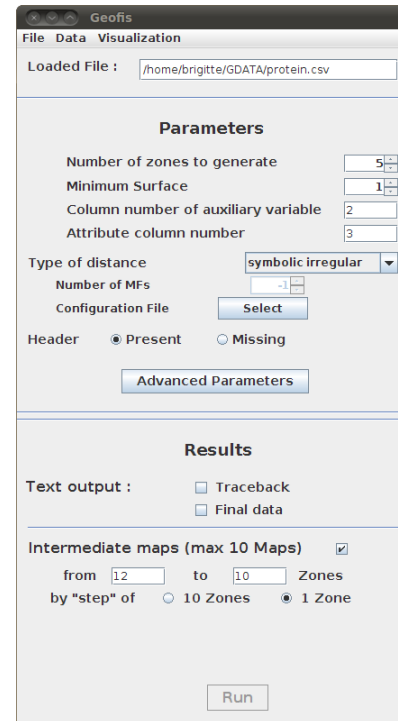 Geofis
File Data Visualization
Loaded File : /home/brigitte/GDATA/protein.csv
Parameters
Number of zones to generate 5
Minimum Surface 1
Column number of auxiliary variable 2
Attribute column number 3
Type of distance symbolic irregular
Number of MFs -1
Configuration File Select
Header Present Missing
Advanced Parameters
Results
Text output : Traceback
Final data
Intermediate maps (max 10 Maps)
from 12 to 10 Zones
by "step" of 10 Zones 1 Zone
Run